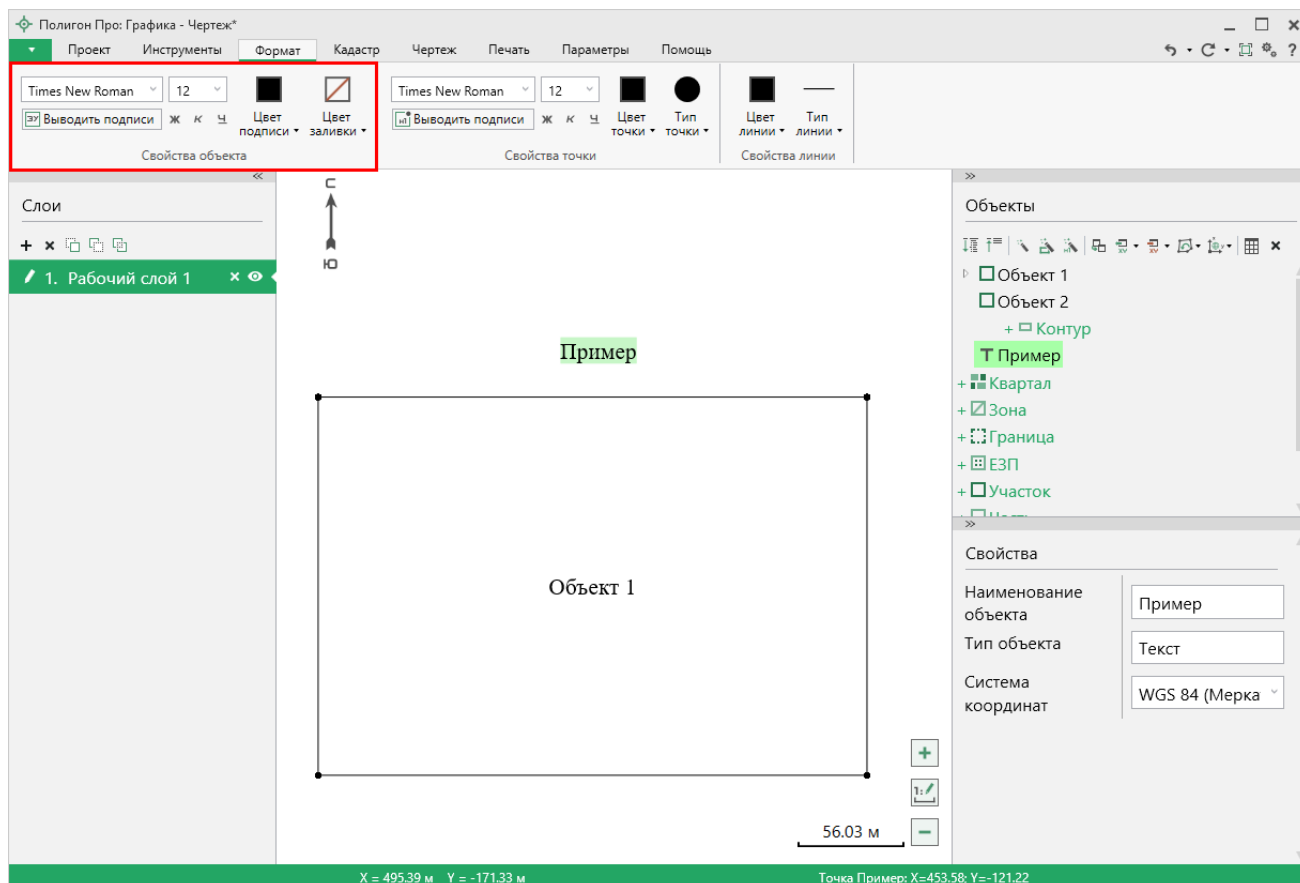 Полигон Про: Графика - Чертеж*
Проект Инструменты Формат Кадастр Чертеж Печать Параметры Помощь
Times New Roman 12
Выводить подписи Ж К Ч
Цвет подписи
Цвет заливки
Свойства объекта
Times New Roman 12
Выводить подписи Ж К Ч
Цвет точки
Тип точки
Свойства точки
Цвет линии
Тип линии
Свойства линии
Слои
1. Рабочий слой 1
С
Ю
Пример
Объект 1
56.03 м
Объекты
Объект 1
Объект 2
+ Контур
Пример
+ Квартал
+ Зона
+ Граница
+ ЕЗП
+ Участок
Свойства
Наименование объекта
Пример
Тип объекта
Текст
Система координат
WGS 84 (Мерка
X = 495.39 м Y = -171.33 м
Точка Пример: X=453.58; Y=-121.22